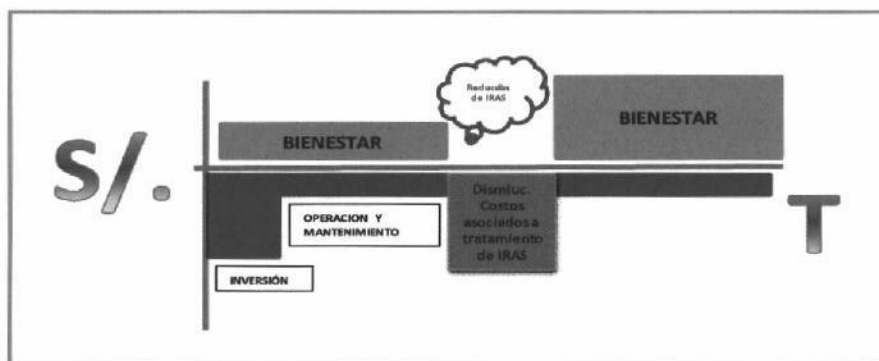 Reducción
de IRAS
BIENESTAR
BIENESTAR
S/.
OPERACION Y
MANTENIMIENTO
Dismiuc.
Costos
asociados a
tratamiento
de IRAS
T
INVERSIÓN